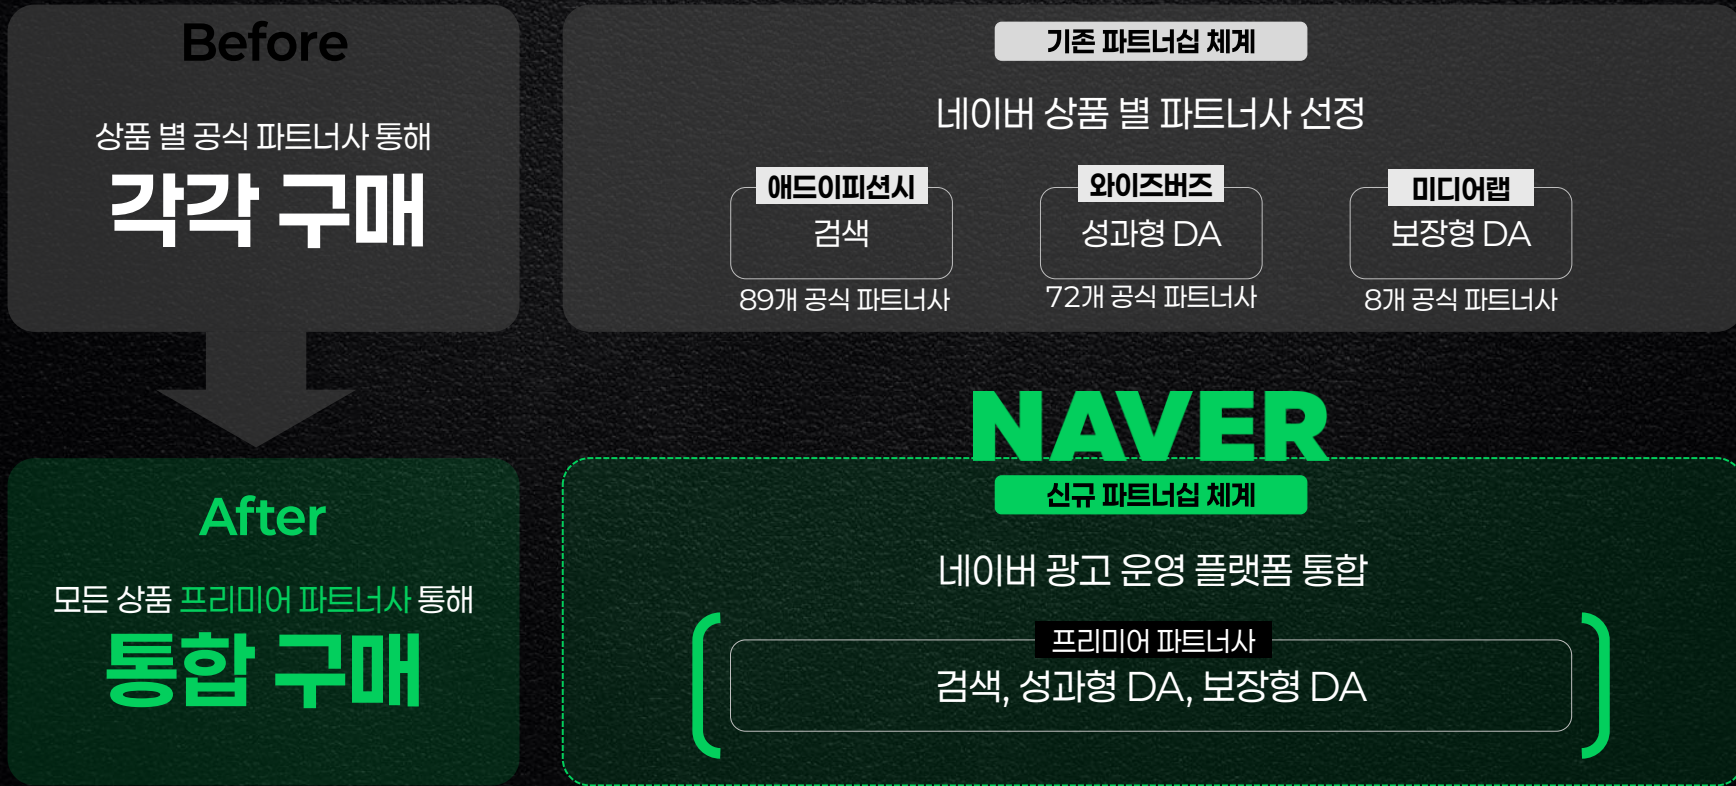 Before
상품 별 공식 파트너사 통해
각각 구매
기존 파트너십 체계
네이버 상품 별 파트너사 선정
애드이피션시
검색
89개 공식 파트너사
와이즈버즈
성과형 DA
72개 공식 파트너사
미디어랩
보장형 DA
8개 공식 파트너사
After
모든 상품 프리미어 파트너사 통해
통합 구매
NAVER
신규 파트너십 체계
네이버 광고 운영 플랫폼 통합
프리미어 파트너사
검색, 성과형 DA, 보장형 DA